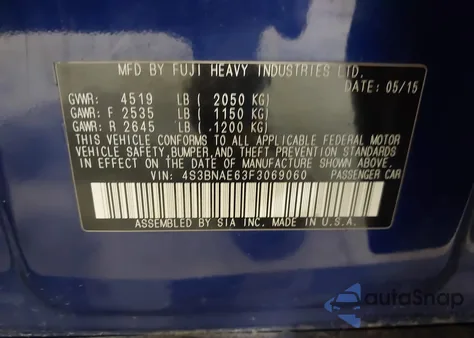 MFD BY FUJI HEAVY INDUSTRIES LTD.
DATE: 05/15
GVWR: 4519 LB ( 2050 KG)
GAWR: F 2535 LB ( 1150 KG)
GAWR: R 2645 LB ( 1200 KG)
THIS VEHICLE CONFORMS TO ALL APPLICABLE FEDERAL MOTOR
VEHICLE SAFETY, BUMPER, AND THEFT PREVENTION STANDARDS
IN EFFECT ON THE DATE OF MANUFACTURE SHOWN ABOVE.
VIN: 4S3BNAE63F3069060 PASSENGER CAR
ASSEMBLED BY SIA INC. MADE IN U.S.A.
autoSnap